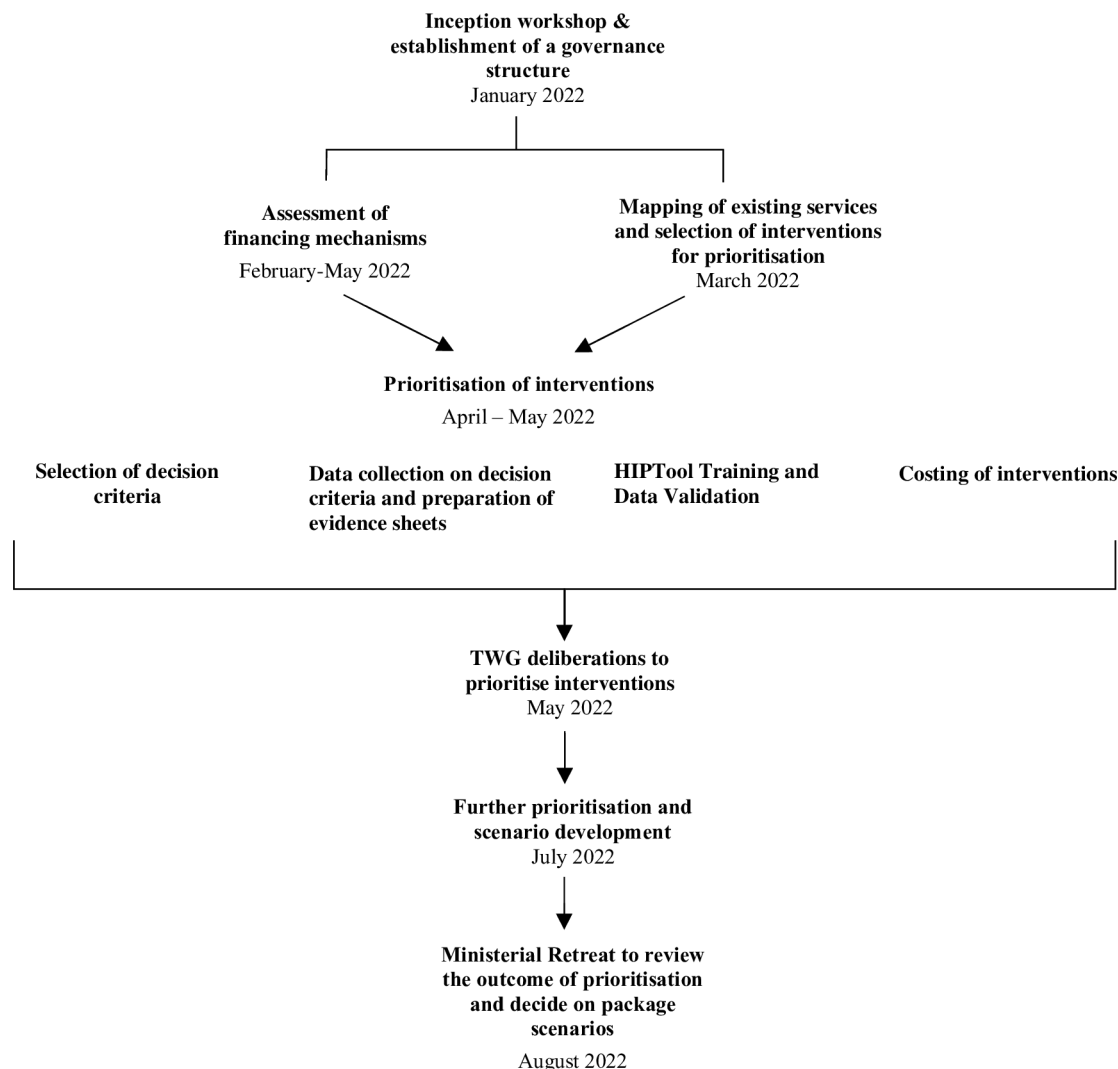 Inception workshop &
establishment of a governance
structure
January 2022
Assessment of
financing mechanisms
February-May 2022
Mapping of existing services
and selection of interventions
for prioritisation
March 2022
Prioritisation of interventions
April – May 2022
Selection of decision
criteria
Data collection on decision
criteria and preparation of
evidence sheets
HIPTool Training and
Data Validation
Costing of interventions
TWG deliberations to
prioritise interventions
May 2022
Further prioritisation and
scenario development
July 2022
Ministerial Retreat to review
the outcome of prioritisation
and decide on package
scenarios
August 2022